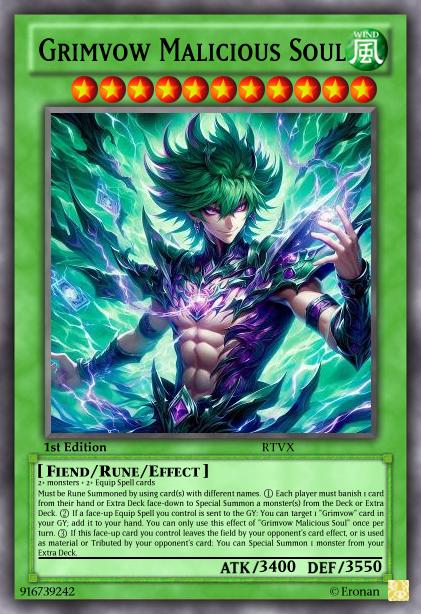 GRIMVOW MALICIOUS SOUL
WIND
風
1st Edition RTVX
[ FIEND/RUNE/EFFECT ]
2+ monsters + 2+ Equip Spell cards
Must be Rune Summoned by using card(s) with different names. ① Each player must banish 1 card
from their hand or Extra Deck face-down to Special Summon a monster(s) from the Deck or Extra
Deck. ② If a face-up Equip Spell you control is sent to the GY: You can target 1 "Grimvow" card in
your GY; add it to your hand. You can only use this effect of "Grimvow Malicious Soul" once per
turn. ③ If this face-up card you control leaves the field by your opponent's card effect, or is used
as material or Tributed by your opponent's card: You can Special Summon 1 monster from your
Extra Deck.
ATK/3400 DEF/3550
916739242 © Eronan